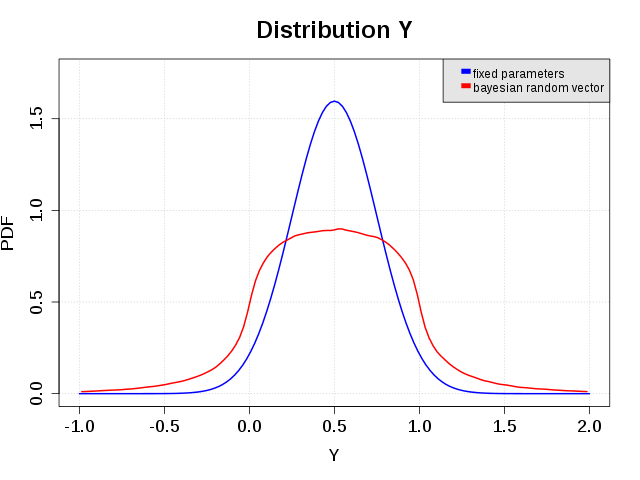 Distribution Y
fixed parameters
bayesian random vector
PDF
1.5
1.0
0.5
0.0
-1.0 -0.5 0.0 0.5 1.0 1.5 2.0
Y